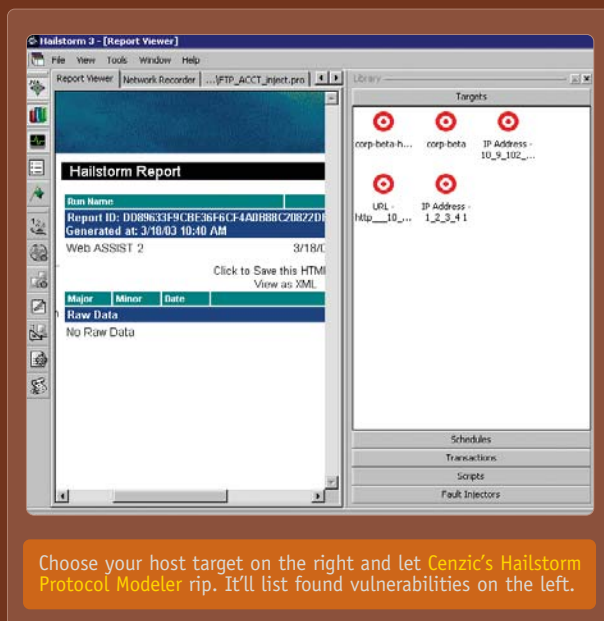 Hailstorm 3 - [Report Viewer]
File View Tools Window Help
Report Viewer Network Recorder ...\FTP_ACCT_inject.pro
Library
Targets
corp-beta-h... corp-beta IP Address -
10_9_102_...
URL - IP Address -
http___10_... 1_2_3_4 1
Hailstorm Report
Run Name
Report ID:
Generated at: 3/18/03 10:40 AM
Web ASSIST 2 3/18/0
Click to Save this HTM
View as XML
Major Minor Date
Raw Data
No Raw Data
Schedules
Transactions
Scripts
Fault Injectors
Choose your host target on the right and let Cenzic's Hailstorm
Protocol Modeler rip. It'll list found vulnerabilities on the left.